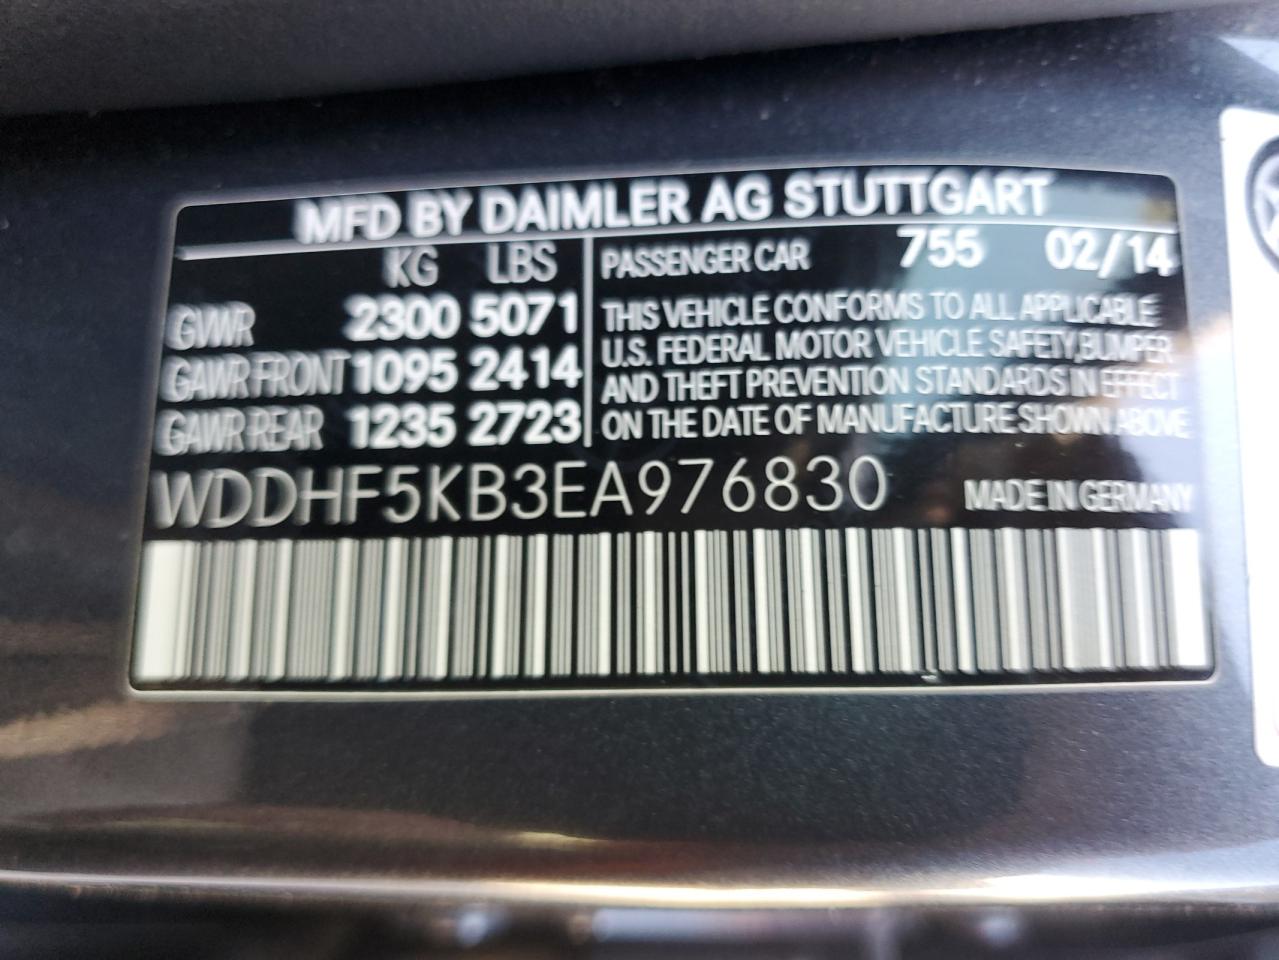 MFD BY DAIMLER AG STUTTGART
KG LBS
GVWR 2300 5071
GAWR FRONT 1095 2414
GAWR REAR 1235 2723
PASSENGER CAR 755 02/14
THIS VEHICLE CONFORMS TO ALL APPLICABLE
U.S. FEDERAL MOTOR VEHICLE SAFETY,BUMPER
AND THEFT PREVENTION STANDARDS IN EFFECT
ON THE DATE OF MANUFACTURE SHOWN ABOVE
WDDHF5KB3EA976830 MADE IN GERMANY